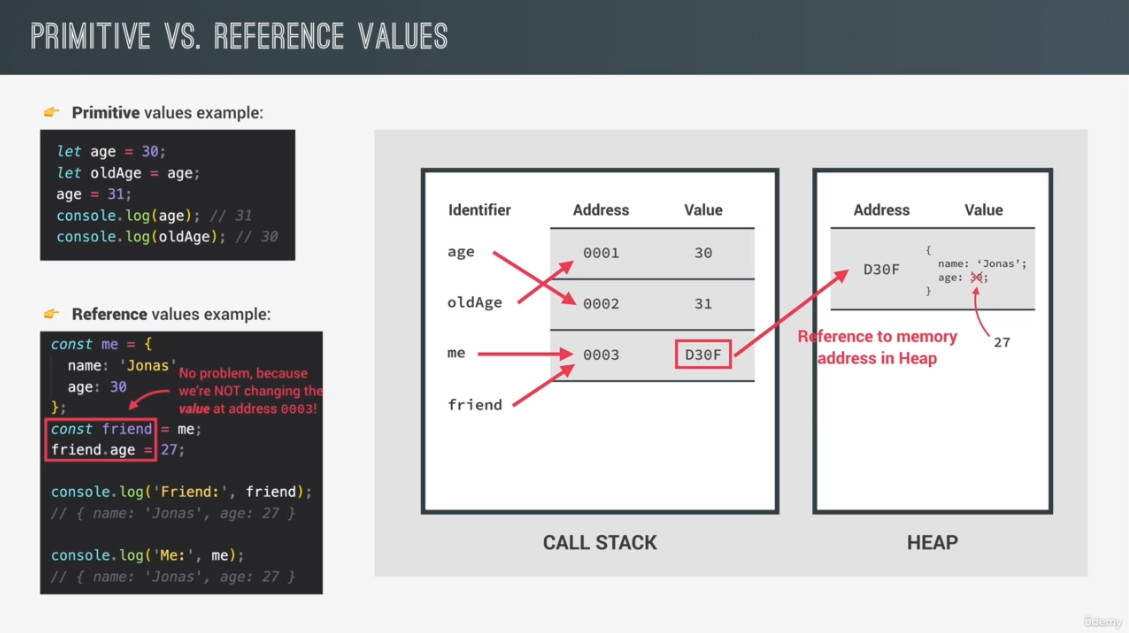 PRIMITIVE VS. REFERENCE VALUES
Primitive values example:
let age = 30;
let oldAge = age;
age = 31;
console.log(age); // 31
console.log(oldAge); // 30
Reference values example:
const me = {
name: 'Jonas'
age: 30
};
const friend = me;
friend.age = 27;
console.log('Friend:', friend);
// { name: 'Jonas', age: 27 }
console.log('Me:', me);
// { name: 'Jonas', age: 27 }
No problem, because
we're NOT changing the
value at address 0003!
Identifier Address Value
age 0001 30
oldAge 0002 31
me 0003 D30F
friend
CALL STACK
Address Value
D30F
{
name: ‘Jonas’;
age: 30;
}
27
Reference to memory
address in Heap
HEAP
ûdemy